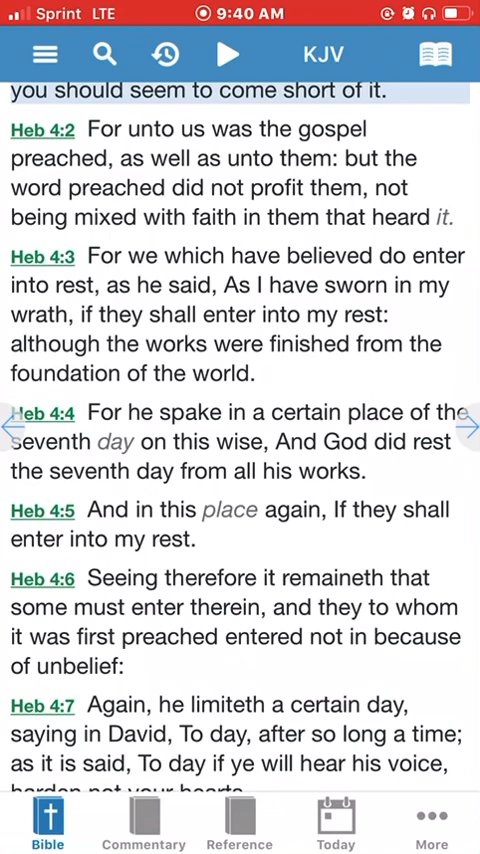 Sprint LTE 9:40 AM
KJV
you should seem to come short of it.
Heb 4:2 For unto us was the gospel
preached, as well as unto them: but the
word preached did not profit them, not
being mixed with faith in them that heard it.
Heb 4:3 For we which have believed do enter
into rest, as he said, As I have sworn in my
wrath, if they shall enter into my rest:
although the works were finished from the
foundation of the world.
Heb 4:4 For he spake in a certain place of the
seventh day on this wise, And God did rest
the seventh day from all his works.
Heb 4:5 And in this place again, If they shall
enter into my rest.
Heb 4:6 Seeing therefore it remaineth that
some must enter therein, and they to whom
it was first preached entered not in because
of unbelief:
Heb 4:7 Again, he limiteth a certain day,
saying in David, To day, after so long a time;
as it is said, To day if ye will hear his voice,
harden not your hearts.
Bible Commentary Reference Today More